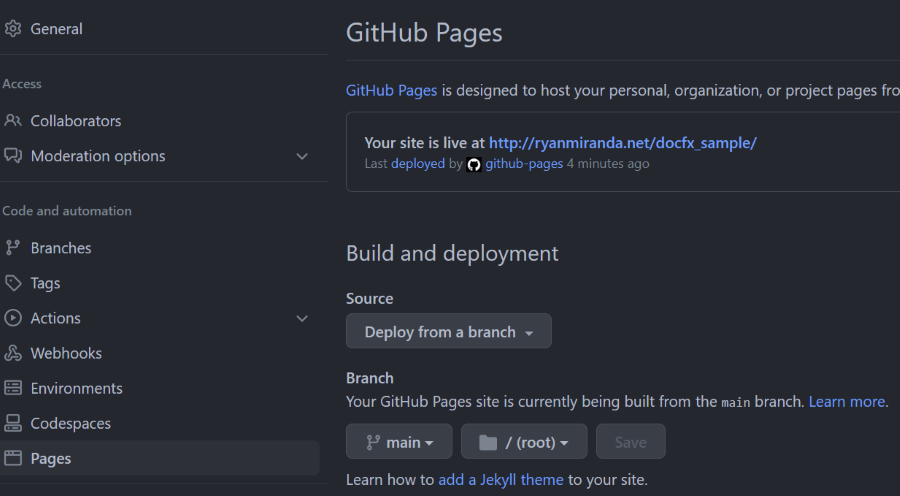 General
Access
Collaborators
Moderation options
Code and automation
Branches
Tags
Actions
Webhooks
Environments
Codespaces
Pages
GitHub Pages
GitHub Pages is designed to host your personal, organization, or project pages
Your site is live at http://ryanmiranda.net/docfx_sample/
Last deployed by github-pages 4 minutes ago
Build and deployment
Source
Deploy from a branch
Branch
Your GitHub Pages site is currently being built from the main branch. Learn more.
main / (root) Save
Learn how to add a Jekyll theme to your site.